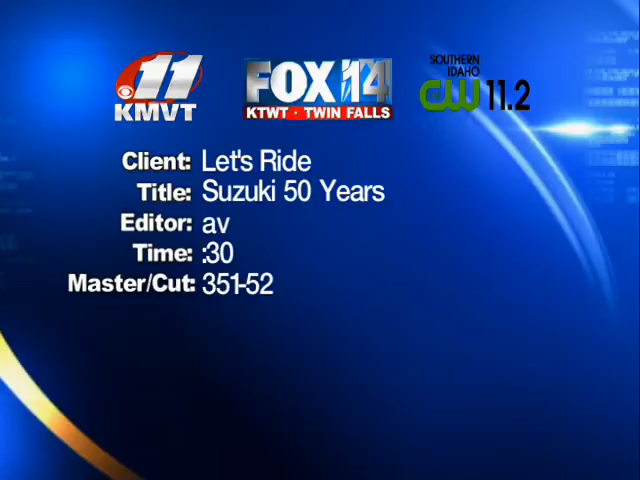 11
KMVT
FOX 14
KTWT · TWIN FALLS
SOUTHERN
IDAHO
CW 11.2
Client: Let's Ride
Title: Suzuki 50 Years
Editor: av
Time: :30
Master/Cut: 351-52